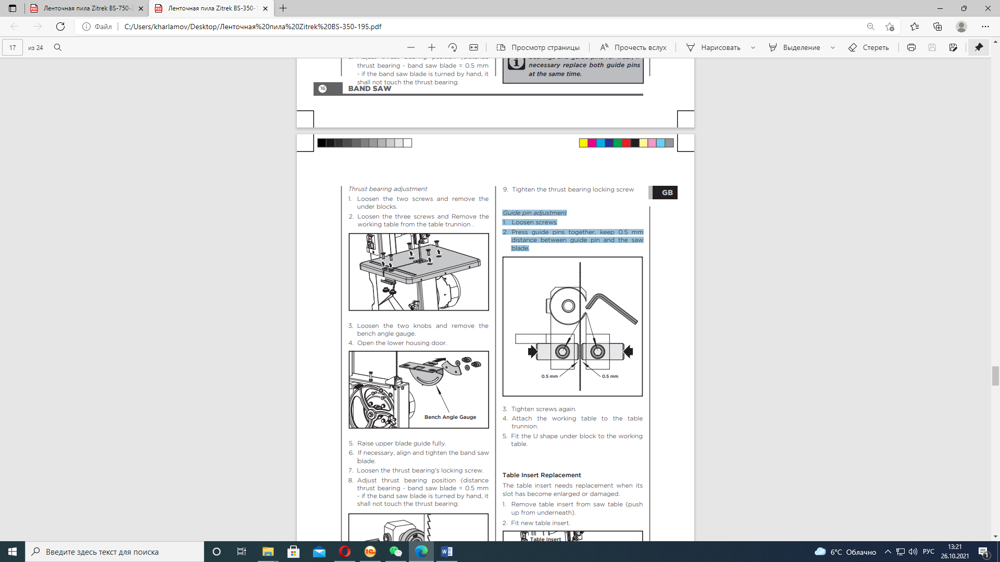 Ленточная пила Zitrek BS-750-2
Ленточная пила Zitrek BS-350-1
Файл
C:/Users/kharlamov/Desktop/Ленточная%20пила%20Zitrek%20BS-350-195.pdf
17 из 24
Просмотр страницы
Прочесть вслух
Нарисовать
Выделение
Стереть
thrust bearing - band saw blade = 0.5 mm
- if the band saw blade is turned by hand, it
shall not touch the thrust bearing.
necessary replace both guide pins
at the same time.
16 BAND SAW
Thrust bearing adjustment
1. Loosen the two screws and remove the
under blocks.
2. Loosen the three screws and Remove the
working table from the table trunnion .
3. Loosen the two knobs and remove the
bench angle gauge.
4. Open the lower housing door.
Bench Angle Gauge
5. Raise upper blade guide fully.
6. If necessary, align and tighten the band saw
blade.
7. Loosen the thrust bearing's locking screw.
8. Adjust thrust bearing position (distance
thrust bearing - band saw blade = 0.5 mm
- if the band saw blade is turned by hand, it
shall not touch the thrust bearing.
9. Tighten the thrust bearing locking screw
GB
Guide pin adjustment
1. Loosen screws.
2. Press guide pins together, keep 0.5 mm
distance between guide pin and the saw
blade.
0.5 mm
0.5 mm
3. Tighten screws again.
4. Attach the working table to the table
trunnion.
5. Fit the U shape under block to the working
table.
Table Insert Replacement
The table insert needs replacement when its
slot has become enlarged or damaged.
1. Remove table insert from saw table (push
up from underneath).
2. Fit new table insert.
Table Insert
Введите здесь текст для поиска
6°C Облачно
РУС
13:21
26.10.2021
1